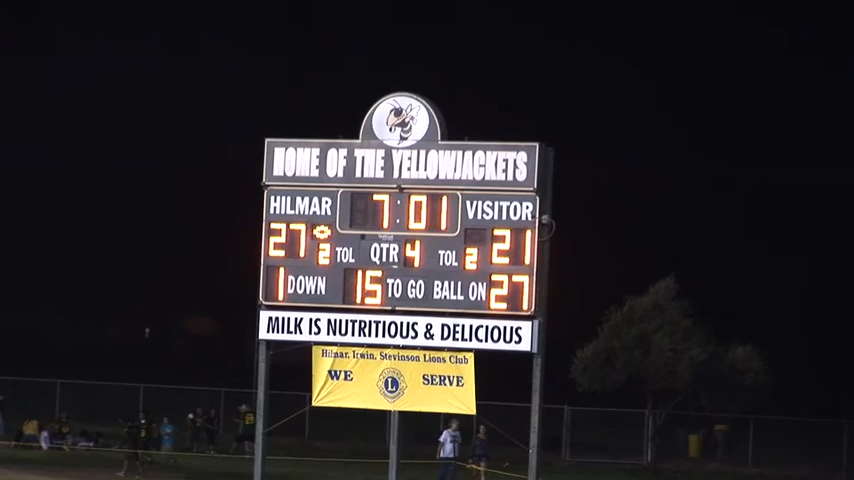 HOME OF THE YELLOWJACKETS
HILMAR 7:01 VISITOR
27 2 TOL QTR 4 TOL 2 21
1 DOWN 15 TO GO BALL ON 27
MILK IS NUTRITIOUS & DELICIOUS
Hilmar, Irwin, Stevinson Lions Club
WE L SERVE